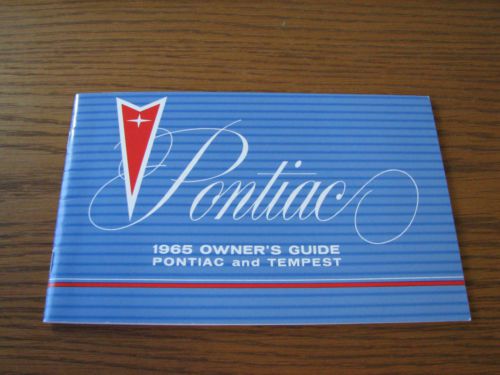 Pontiac
1965 OWNER'S GUIDE
PONTIAC and TEMPEST